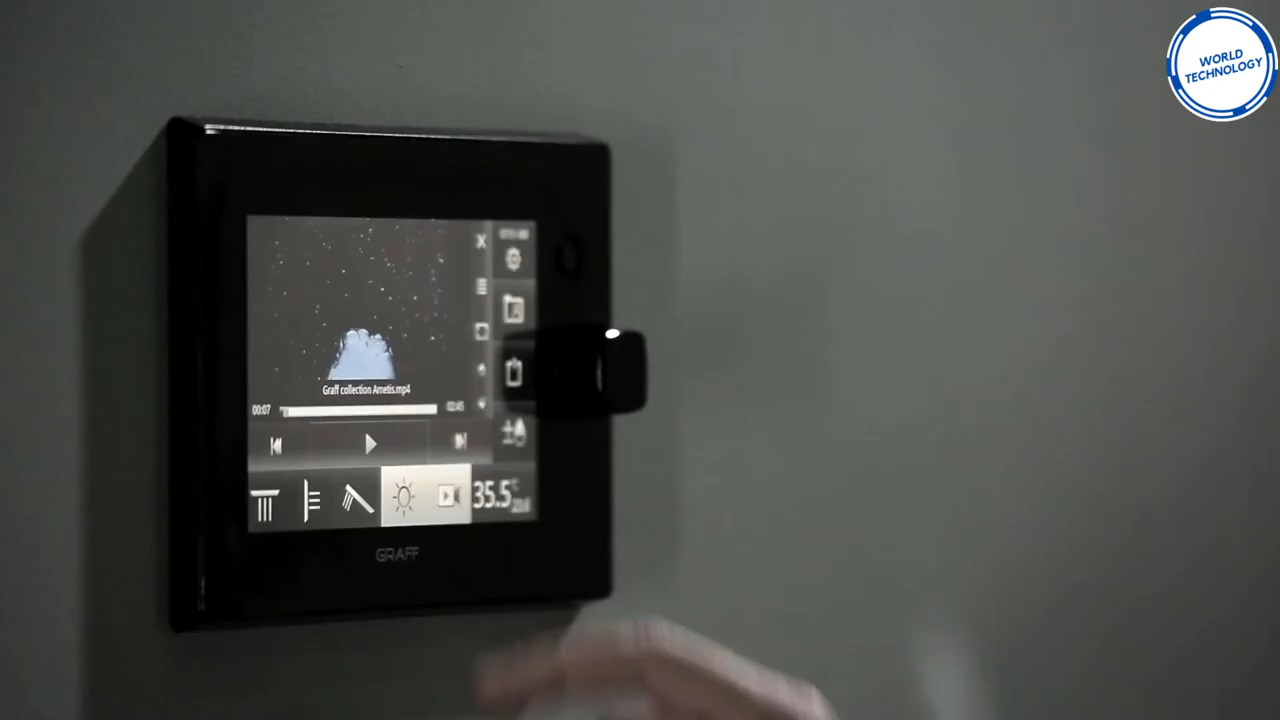 WORLD
TECHNOLOGY
Graff collection Ametis.mp4
00:07
02:45
35.5°C
GRAFF